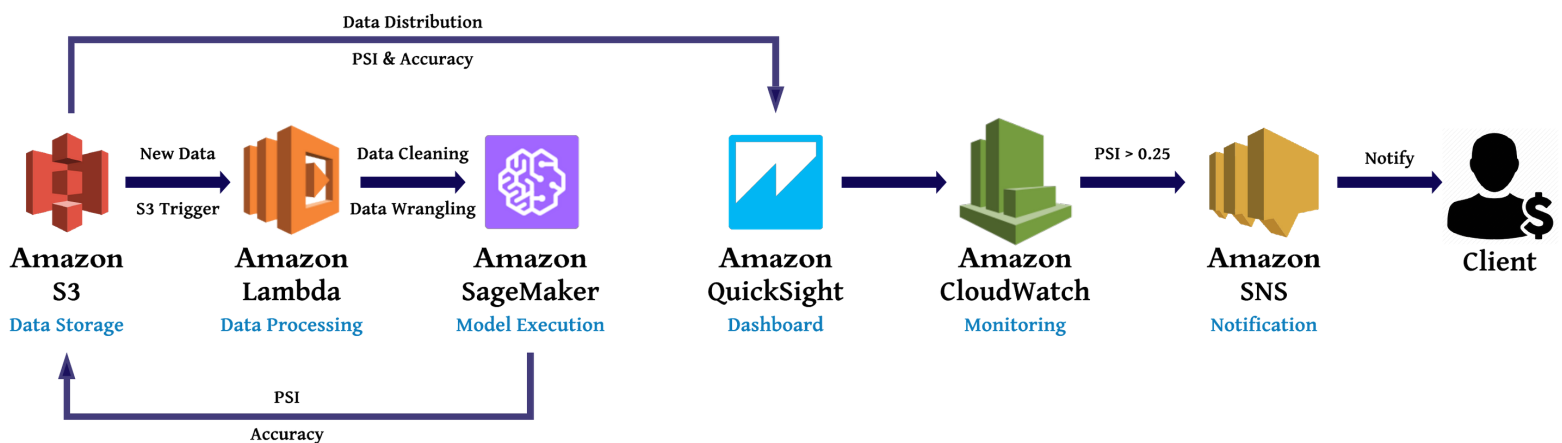 Data Distribution
PSI & Accuracy
New Data
S3 Trigger
Data Cleaning
Data Wrangling
PSI > 0.25
Notify
$
Amazon
S3
Data Storage
Amazon
Lambda
Data Processing
Amazon
SageMaker
Model Execution
Amazon
QuickSight
Dashboard
Amazon
CloudWatch
Monitoring
Amazon
SNS
Notification
Client
PSI
Accuracy